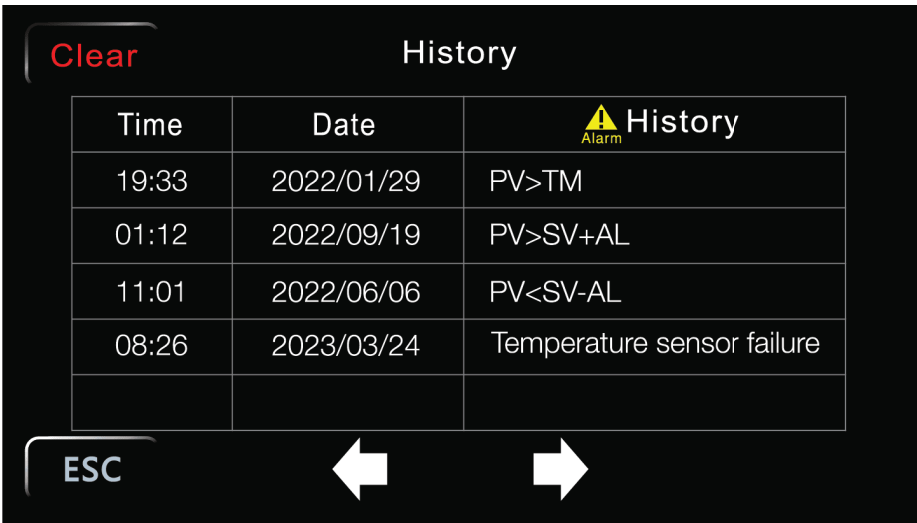 Clear
History
Time Date Alarm History
19:33 2022/01/29 PV>TM
01:12 2022/09/19 PV>SV+AL
11:01 2022/06/06 PV<SV-AL
08:26 2023/03/24 Temperature sensor failure
ESC